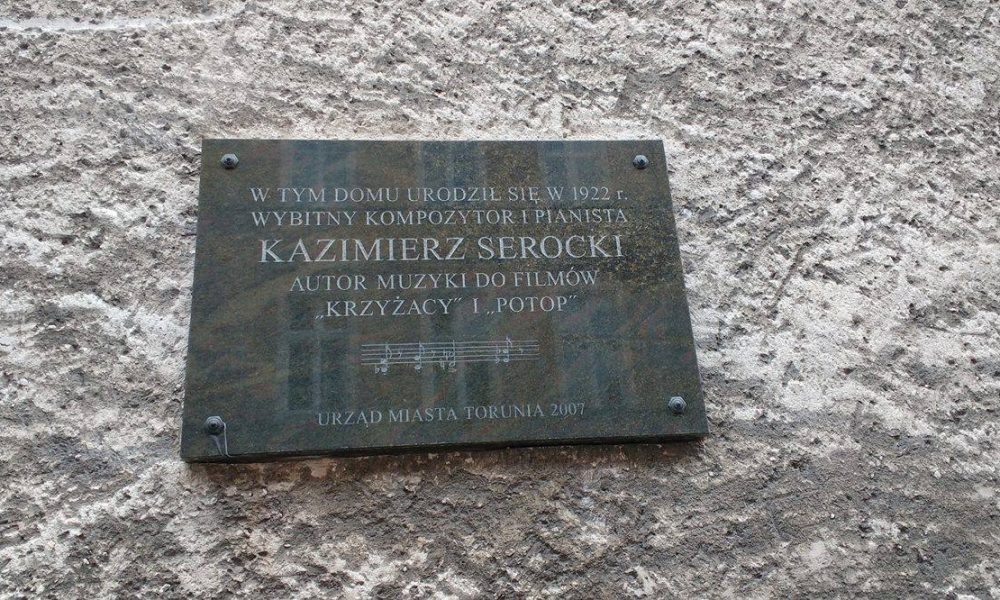 W TYM DOMU URODZIŁ SIĘ W 1922 r.
WYBITNY KOMPOZYTOR I PIANISTA
KAZIMIERZ SEROCKI
AUTOR MUZYKI DO FILMÓW
„KRZYŻACY” I „POTOP”
URZĄD MIASTA TORUNIA 2007